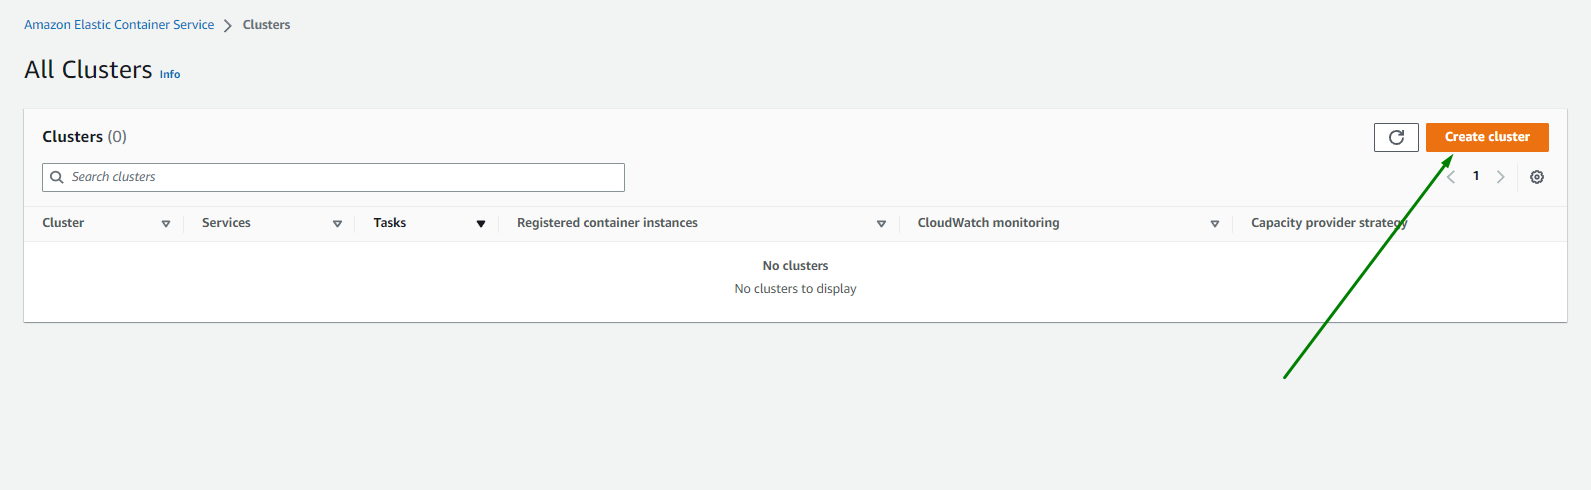 Amazon Elastic Container Service > Clusters
All Clusters Info
Clusters (0)
Create cluster
Search clusters
1
Cluster Services Tasks Registered container instances CloudWatch monitoring Capacity provider strategy
No clusters
No clusters to display